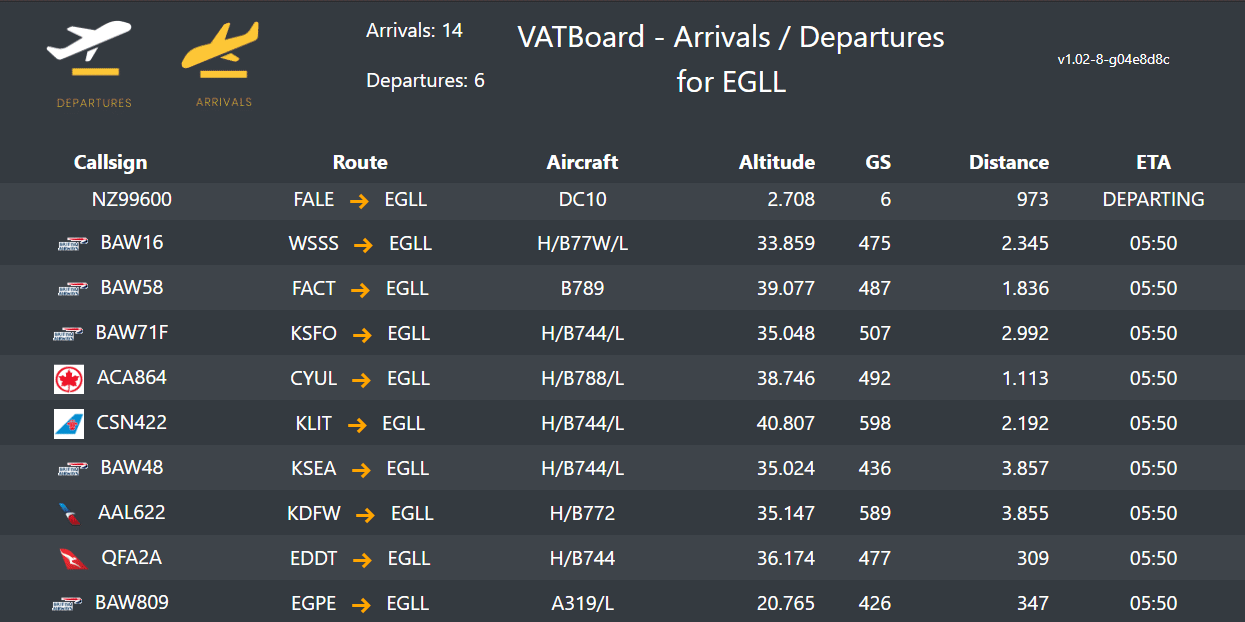 Arrivals: 14
Departures: 6
VATBoard - Arrivals / Departures
for EGLL
v1.02-8-g04e8d8c
DEPARTURES
ARRIVALS
Callsign Route Aircraft Altitude GS Distance ETA
NZ99600 FALE → EGLL DC10 2.708 6 973 DEPARTING
BAW16 WSSS → EGLL H/B77W/L 33.859 475 2.345 05:50
BAW58 FACT → EGLL B789 39.077 487 1.836 05:50
BAW71F KSFO → EGLL H/B744/L 35.048 507 2.992 05:50
ACA864 CYUL → EGLL H/B788/L 38.746 492 1.113 05:50
CSN422 KLIT → EGLL H/B744/L 40.807 598 2.192 05:50
BAW48 KSEA → EGLL H/B744/L 35.024 436 3.857 05:50
AAL622 KDFW → EGLL H/B772 35.147 589 3.855 05:50
QFA2A EDDT → EGLL H/B744 36.174 477 309 05:50
BAW809 EGPE → EGLL A319/L 20.765 426 347 05:50